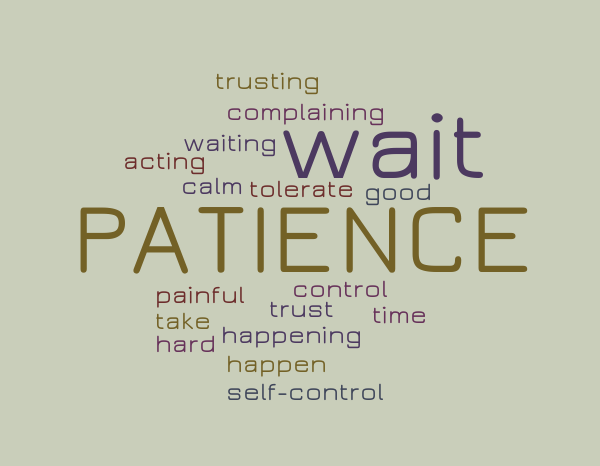 trusting
complaining
wait
waiting
acting
calm tolerate good
PATIENCE
painful control
trust
take time
hard happening
happen
self-control